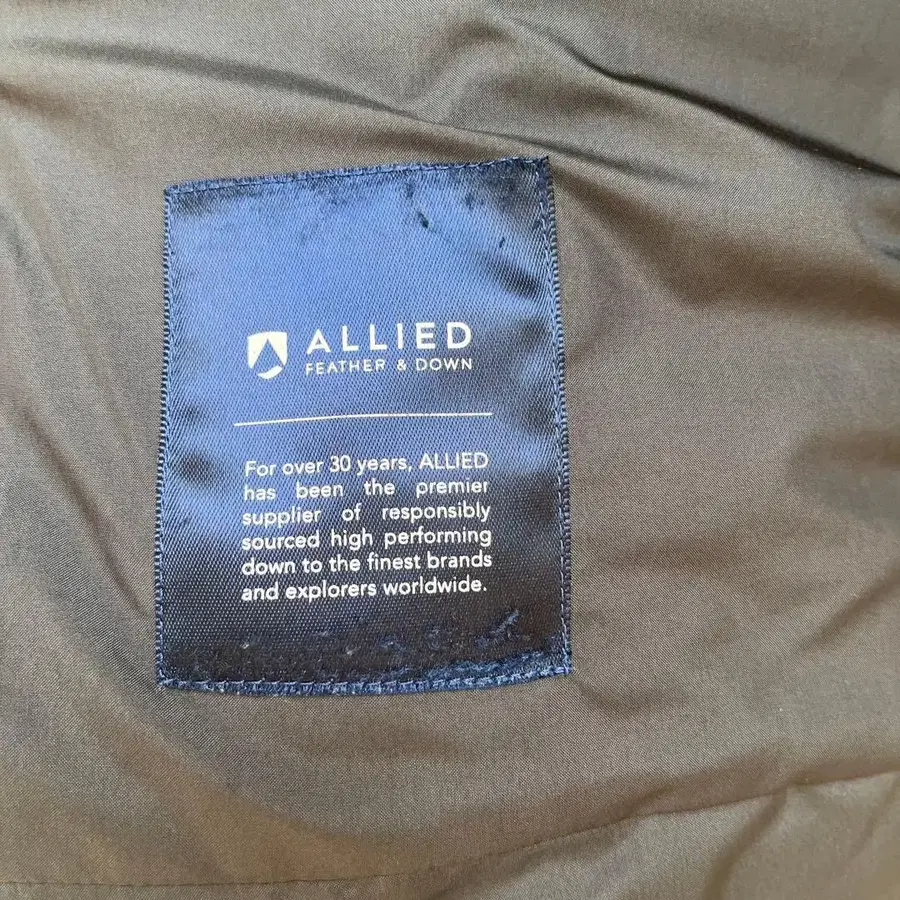 ALLIED
FEATHER & DOWN
For over 30 years, ALLIED
has been the premier
supplier of responsibly
sourced high performing
down to the finest brands
and explorers worldwide.